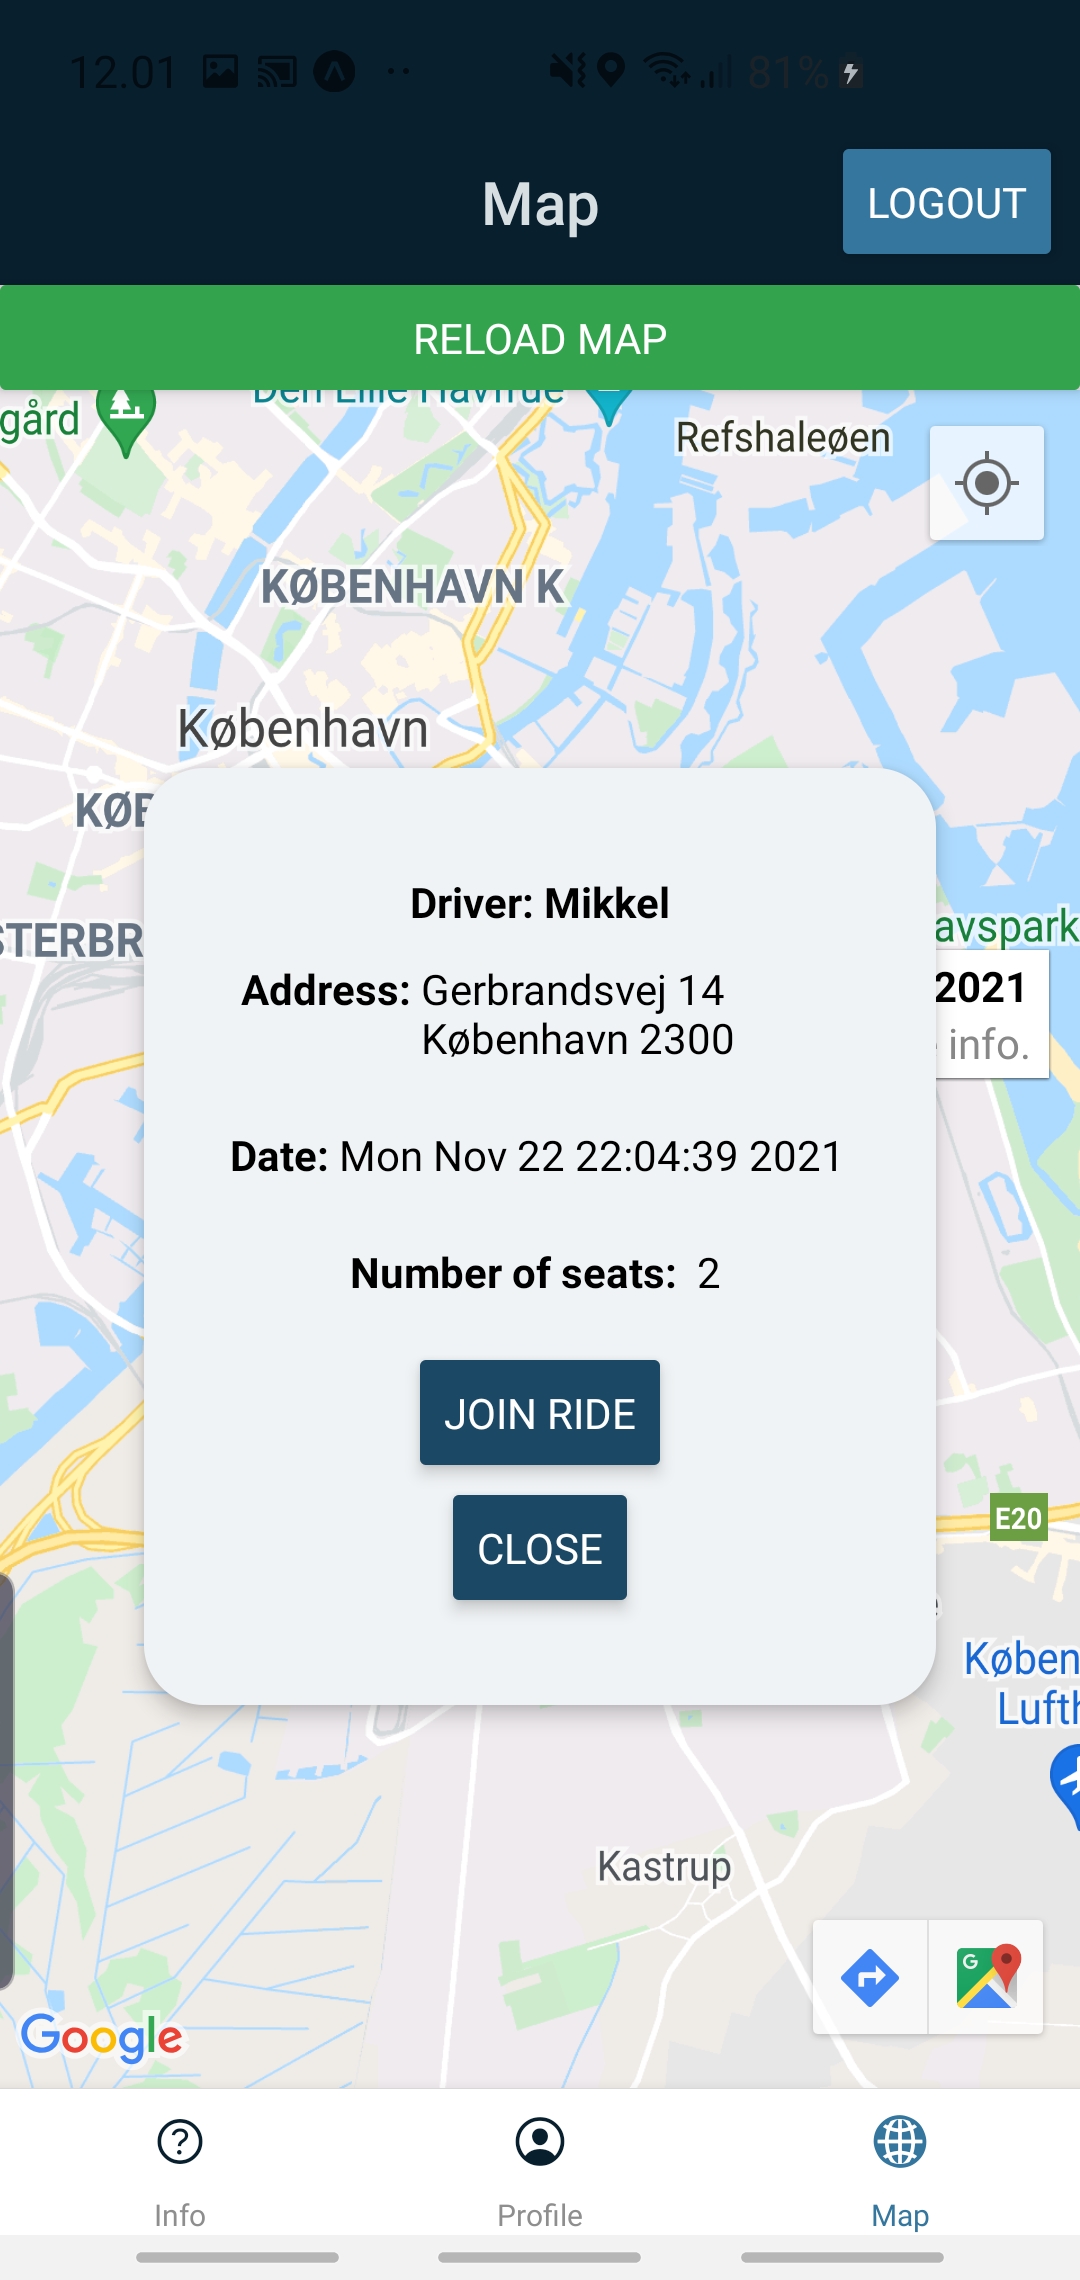 12.01
81%
Map
LOGOUT
RELOAD MAP
gård
Den Lille Havfrue
Refshaleøen
KØBENHAVN K
København
KØB
STERBR
avspark
Driver: Mikkel
2021
Address: Gerbrandsvej 14
København 2300
info.
Date: Mon Nov 22 22:04:39 2021
Number of seats: 2
JOIN RIDE
E20
CLOSE
Køben
Lufth
Kastrup
G
Google
Info
Profile
Map